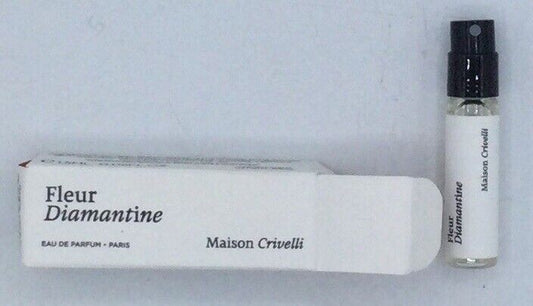 Fleur
Diamantine
EAU DE PARFUM - PARIS
Maison Crivelli
Fleur
Diamantine
Maison Crivelli